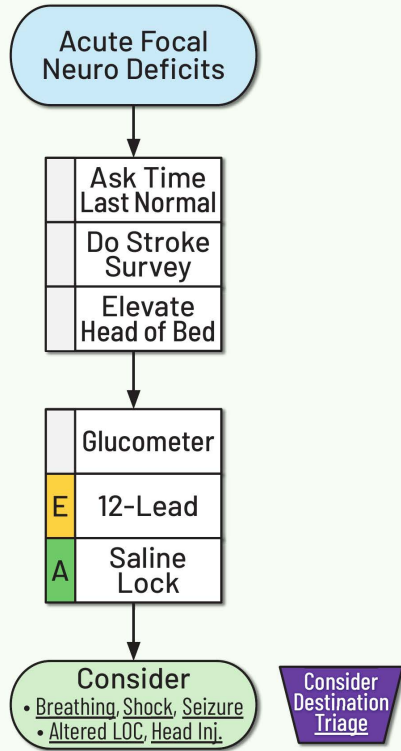 Acute Focal
Neuro Deficits
Ask Time
Last Normal
Do Stroke
Survey
Elevate
Head of Bed
Glucometer
E 12-Lead
A Saline
Lock
Consider
• Breathing, Shock, Seizure
• Altered LOC, Head Inj.
Consider
Destination
Triage